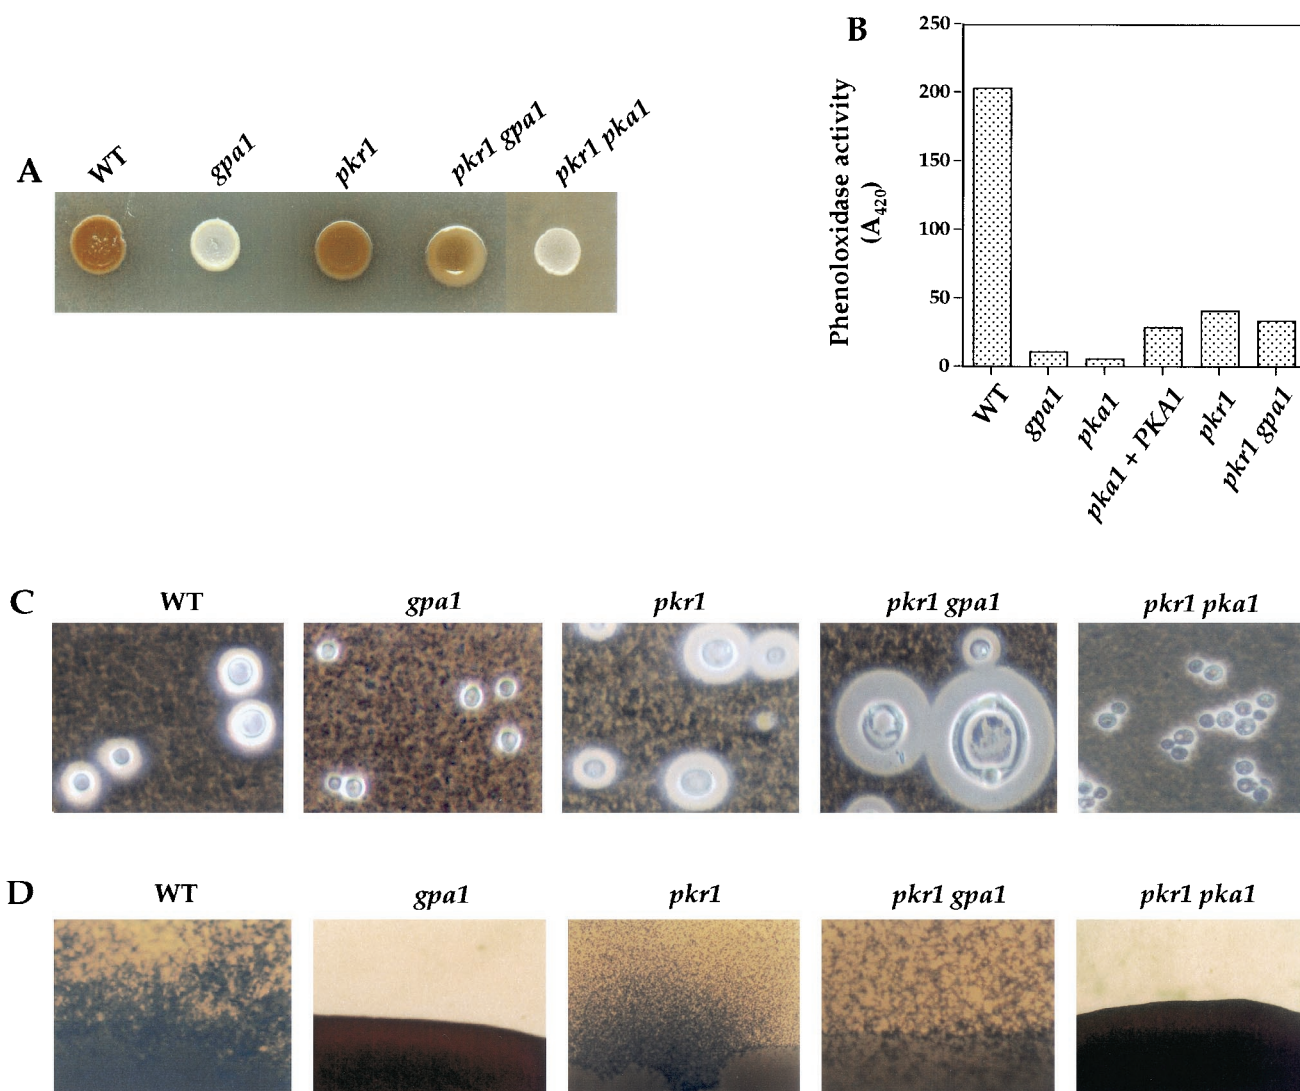 A
WT
gpa1
pkr1
pkr1 gpa1
pkr1 pka1
B
Phenoloxidase activity
(A420)
250
200
150
100
50
0
WT
gpa1
pka1
pka1 + PKA1
pkr1
pkr1 gpa1
C
WT
gpa1
pkr1
pkr1 gpa1
pkr1 pka1
D
WT
gpa1
pkr1
pkr1 gpa1
pkr1 pka1